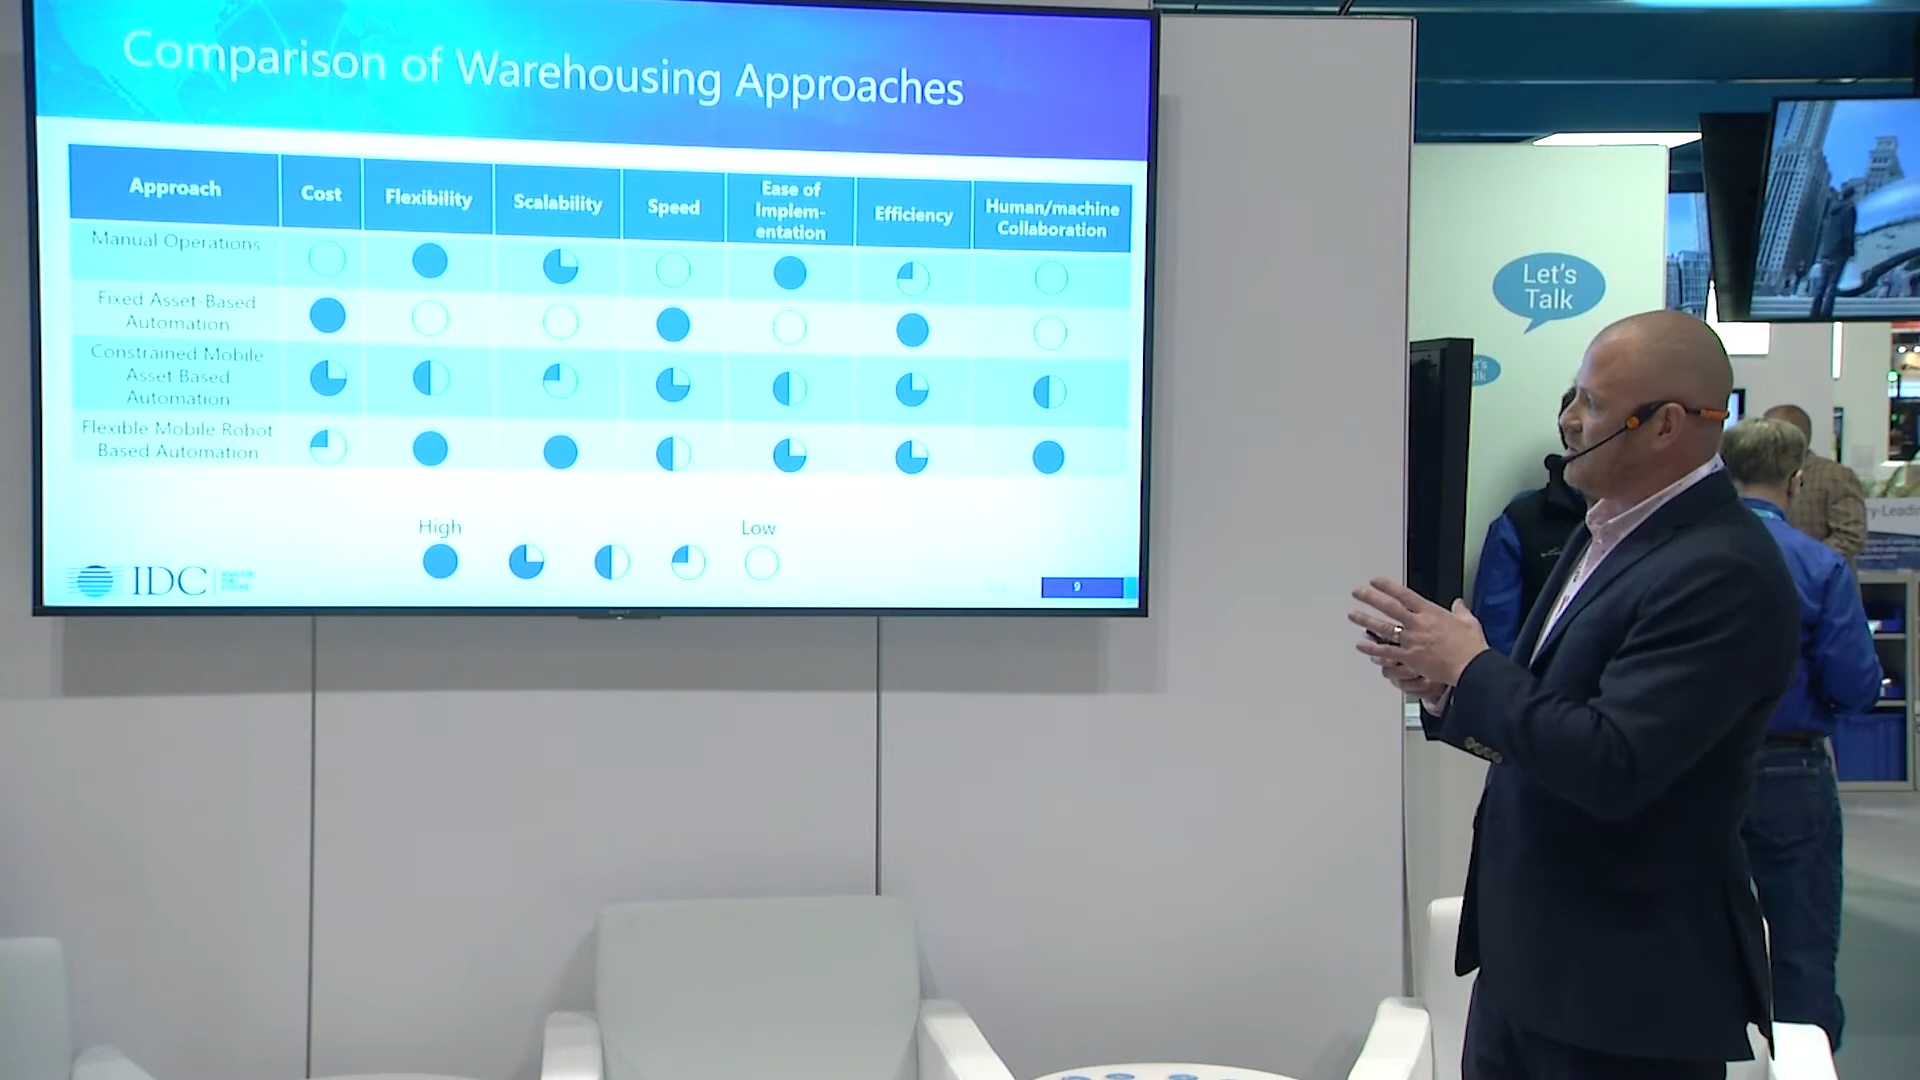 Comparison of Warehousing Approaches
Approach
Cost
Flexibility
Scalability
Speed
Ease of
Implem-
entation
Efficiency
Human/machine
Collaboration
Manual Operations
Fixed Asset-Based
Automation
Constrained Mobile
Asset Based
Automation
Flexible Mobile Robot
Based Automation
High
Low
IDC
9
Let's
Talk